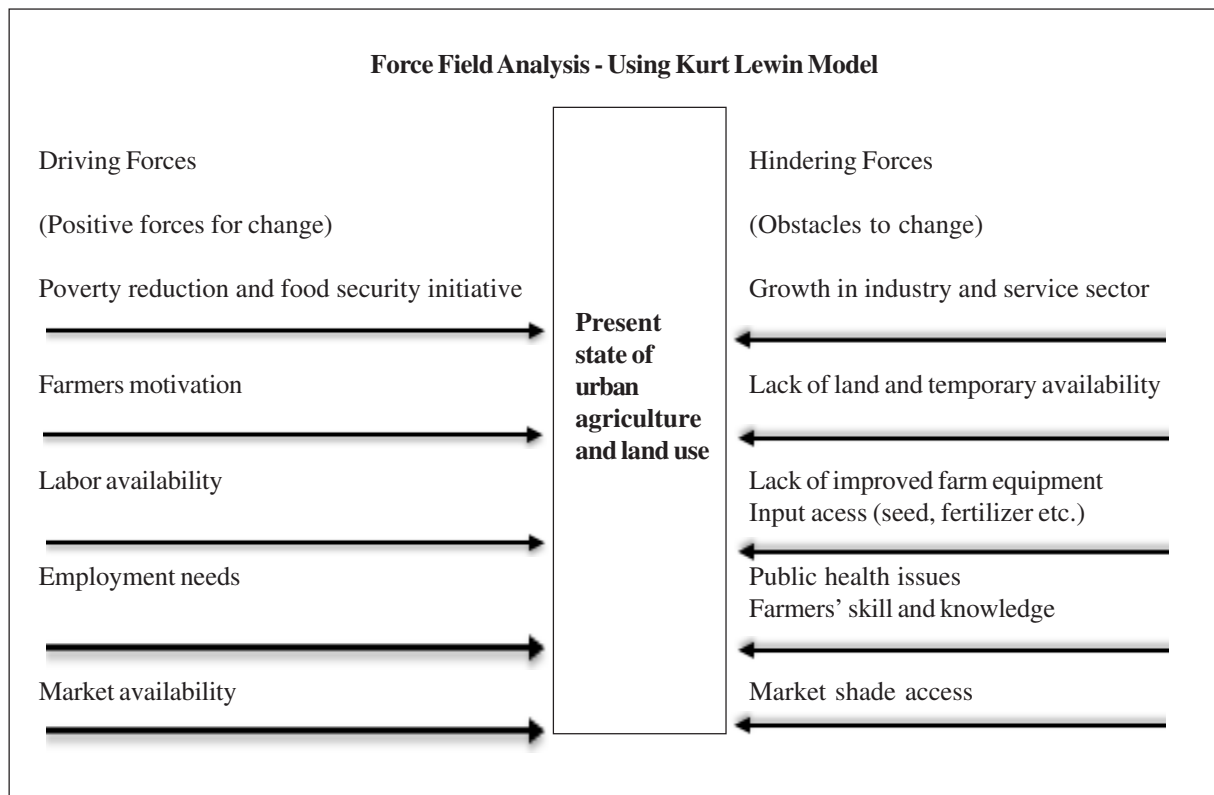 Force Field Analysis - Using Kurt Lewin Model
Driving Forces
(Positive forces for change)
Poverty reduction and food security initiative
Farmers motivation
Labor availability
Employment needs
Market availability
Present
state of
urban
agriculture
and land use
Hindering Forces
(Obstacles to change)
Growth in industry and service sector
Lack of land and temporary availability
Lack of improved farm equipment
Input acess (seed, fertilizer etc.)
Public health issues
Farmers’ skill and knowledge
Market shade access